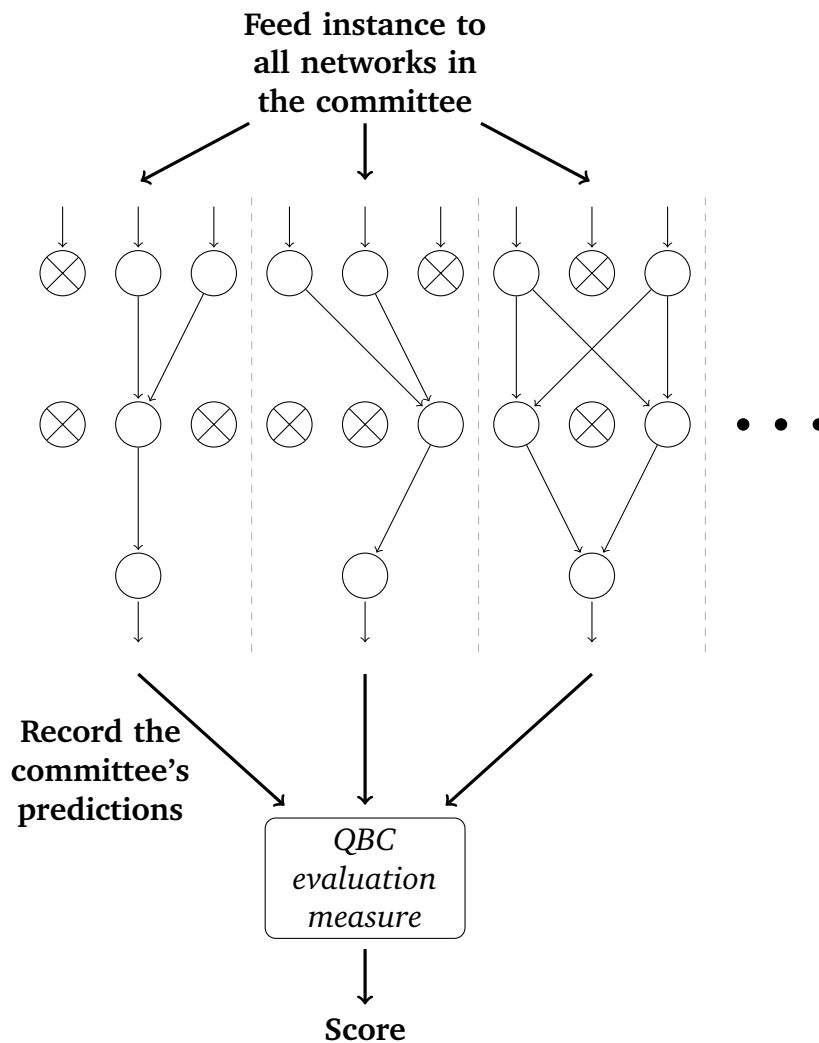 Feed instance to
all networks in
the committee
Record the
committee’s
predictions
QBC
evaluation
measure
Score